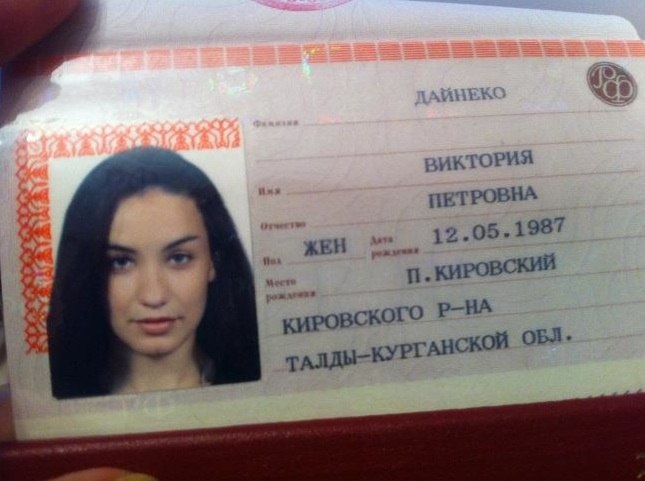 ДАЙНЕКО
Фамилия
ВИКТОРИЯ
Имя
ПЕТРОВНА
Отчество
Пол ЖЕН Дата рождения 12.05.1987
Место рождения П.КИРОВСКИЙ
КИРОВСКОГО Р-НА
ТАЛДЫ-КУРГАНСКОЙ ОБЛ.
РФ